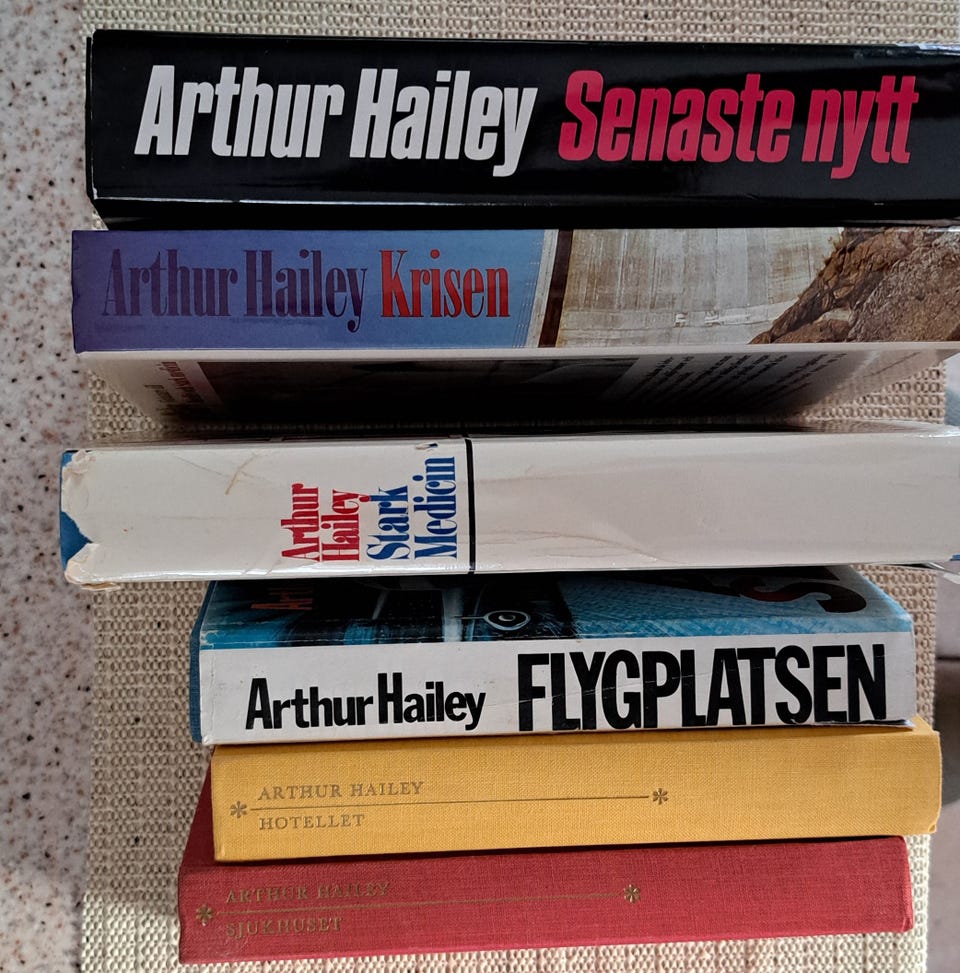 Arthur Hailey Senaste nytt
Arthur Hailey Krisen
Arthur
Hailey
Stark
Medicin
Arthur Hailey FLYGPLATSEN
ARTHUR HAILEY
HOTELLET
ARTHUR HAILEY
SJUKHUSET